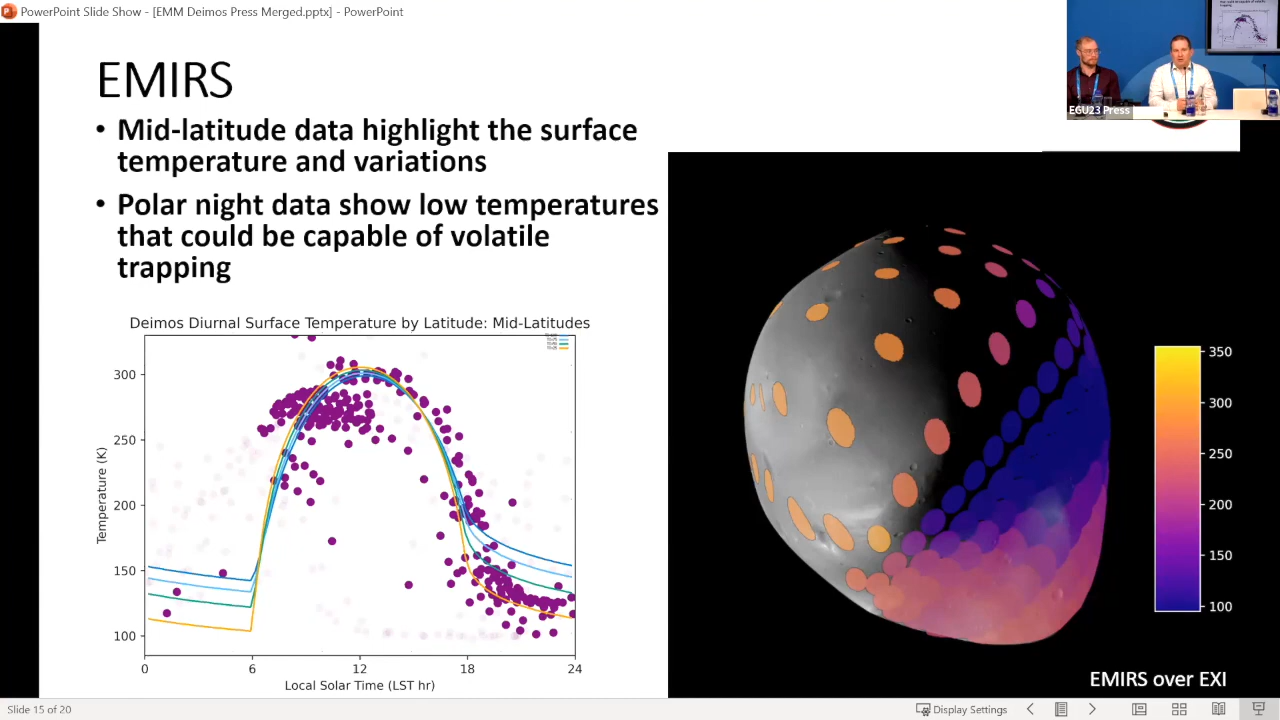 PowerPoint Slide Show - [EMM Deimos Press Merged.pptx] - PowerPoint
EGU23 Press
EMIRS
• Mid-latitude data highlight the surface
temperature and variations
• Polar night data show low temperatures
that could be capable of volatile
trapping
Deimos Diurnal Surface Temperature by Latitude: Mid-Latitudes
Temperature (K)
300
250
200
150
100
0 6 12 18 24
Local Solar Time (LST hr)
350
300
250
200
150
100
EMIRS over EXI
Slide 15 of 20
Display Settings